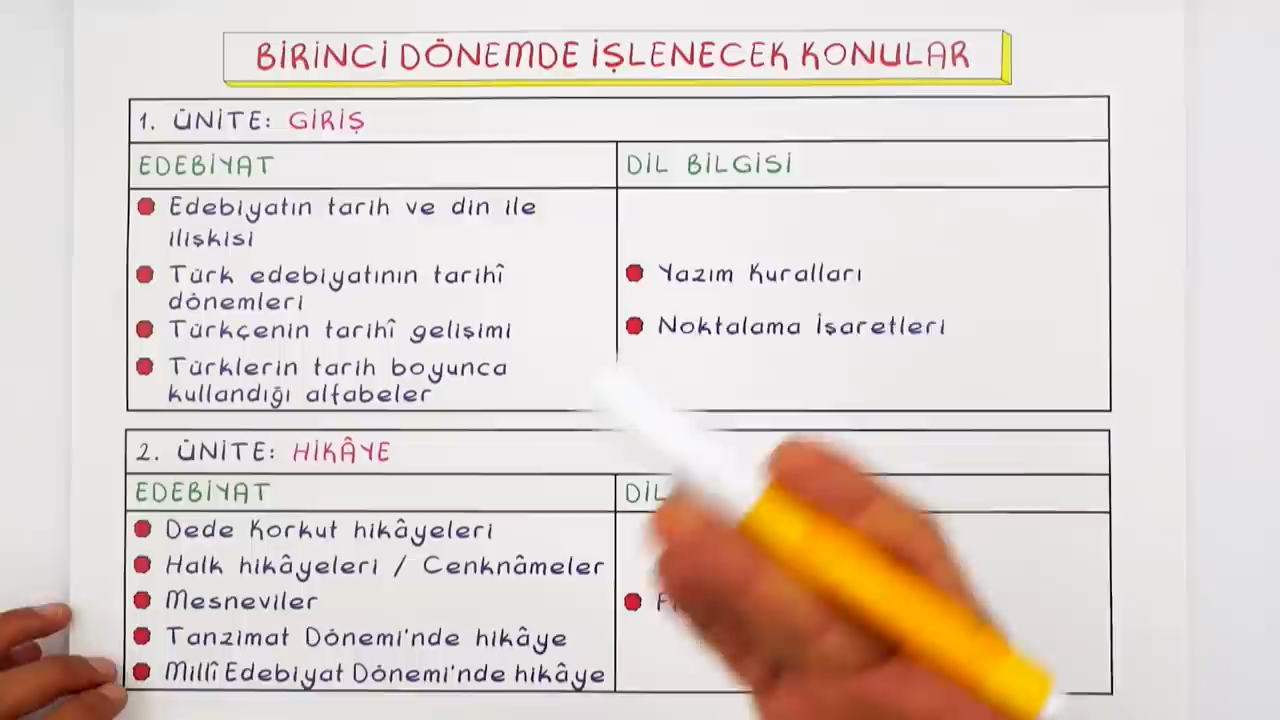 BİRİNCİ DÖNEMDE İŞLENECEK KONULAR
1. ÜNİTE: GİRİŞ
EDEBİYAT
DİL BİLGİSİ
Edebiyatın tarih ve din ile
ilişkisi
Türk edebiyatının tarihî
dönemleri
Türkçenin tarihî gelişimi
Türklerin tarih boyunca
kullandığı alfabeler
Yazım Kuralları
Noktalama İşaretleri
2. ÜNİTE: HİKÂYE
EDEBİYAT
DİL
Dede Korkut hikâyeleri
Halk hikâyeleri / Cenknâmeler
Mesneviler
Tanzimat Dönemi'nde hikâye
Millî Edebiyat Dönemi'nde hikâye